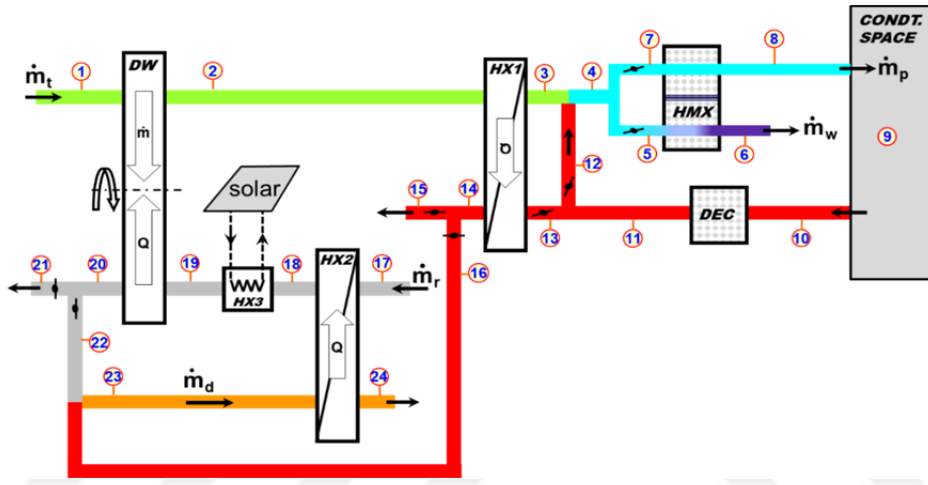 CONDT.
SPACE
1
DW
2
HX1
3
4
7
8
ṁt
ṁp
ṁ
HMX
ṁw
5
6
9
Q
solar
12
15
14
DEC
13
11
10
21
20
Q
19
18
HX2
17
ṁr
16
HX3
22
Q
23
ṁd
24